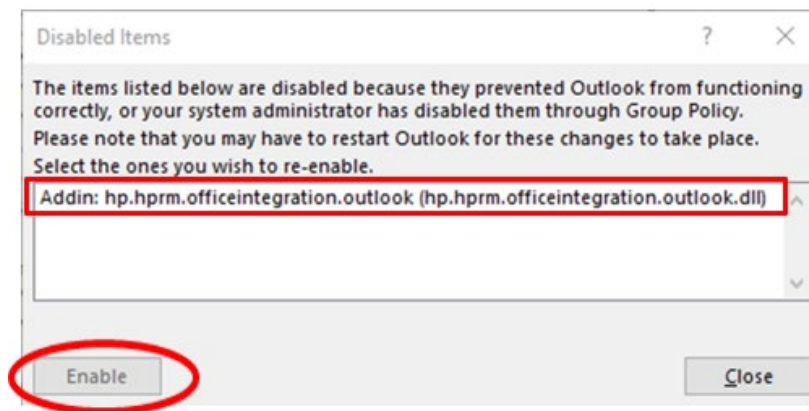 Disabled Items ?
The items listed below are disabled because they prevented Outlook from functioning
correctly, or your system administrator has disabled them through Group Policy.
Please note that you may have to restart Outlook for these changes to take place.
Select the ones you wish to re-enable.
Addin: hp.hprm.officeintegration.outlook (hp.hprm.officeintegration.outlook.dll)
Enable Close